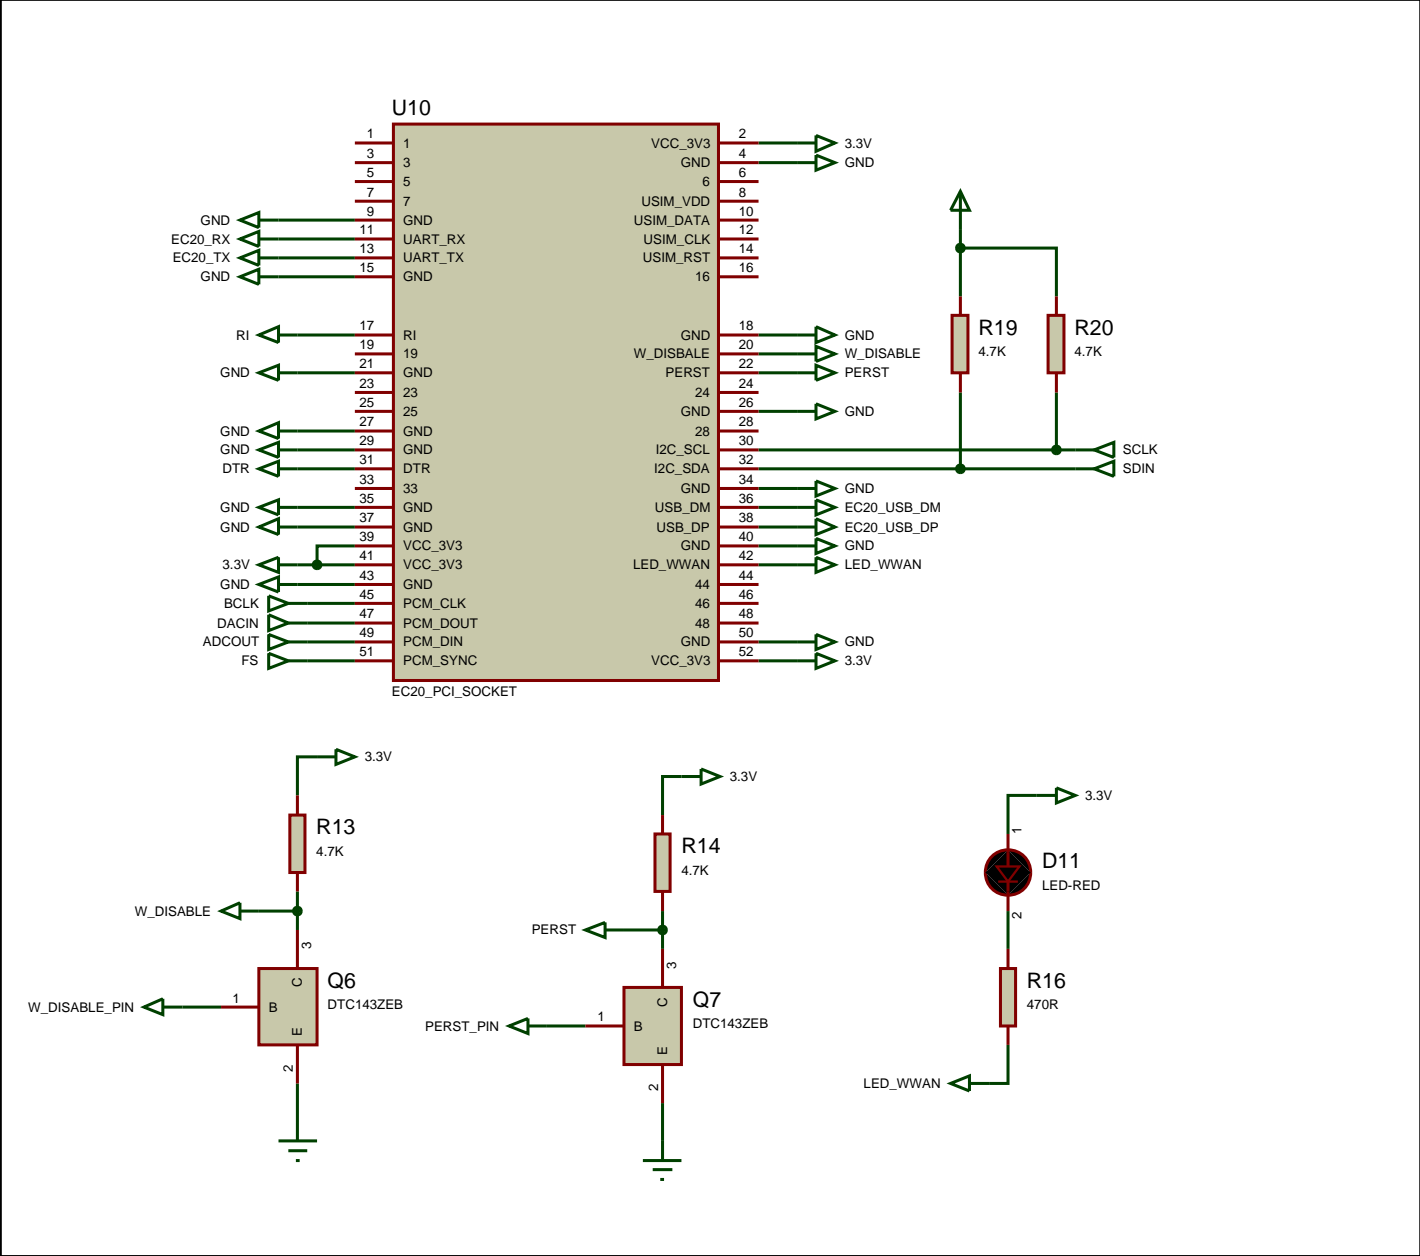 U10
1 1 VCC_3V3 2 3.3V
3 3 GND 4 GND
5 5 6 6
7 7 USIM_VDD 8
GND 9 GND USIM_DATA 10
EC20_RX 11 UART_RX USIM_CLK 12
EC20_TX 13 UART_TX USIM_RST 14
GND 15 GND 16 16
RI 17 RI GND 18 GND
19 19 W_DISBALE 20 W_DISABLE
GND 21 GND PERST 22 PERST
23 23 24 24
25 25 GND 26 GND
GND 27 GND 28 28
GND 29 GND I2C_SCL 30 SCLK
DTR 31 DTR I2C_SDA 32 SDIN
33 33 GND 34 GND
GND 35 GND USB_DM 36 EC20_USB_DM
GND 37 GND USB_DP 38 EC20_USB_DP
39 VCC_3V3 GND 40 GND
3.3V 41 VCC_3V3 LED_WWAN 42 LED_WWAN
GND 43 GND 44 44
BCLK 45 PCM_CLK 46 46
DACIN 47 PCM_DOUT 48 48
ADCOUT 49 PCM_DIN GND 50 GND
FS 51 PCM_SYNC VCC_3V3 52 3.3V
EC20_PCI_SOCKET
R19
4.7K
R20
4.7K
3.3V
R13
4.7K
W_DISABLE
3
C
Q6
DTC143ZEB
W_DISABLE_PIN 1 B
E
2
3.3V
R14
4.7K
PERST
3
C
Q7
DTC143ZEB
PERST_PIN 1 B
E
2
3.3V
1
D11
LED-RED
2
R16
470R
LED_WWAN